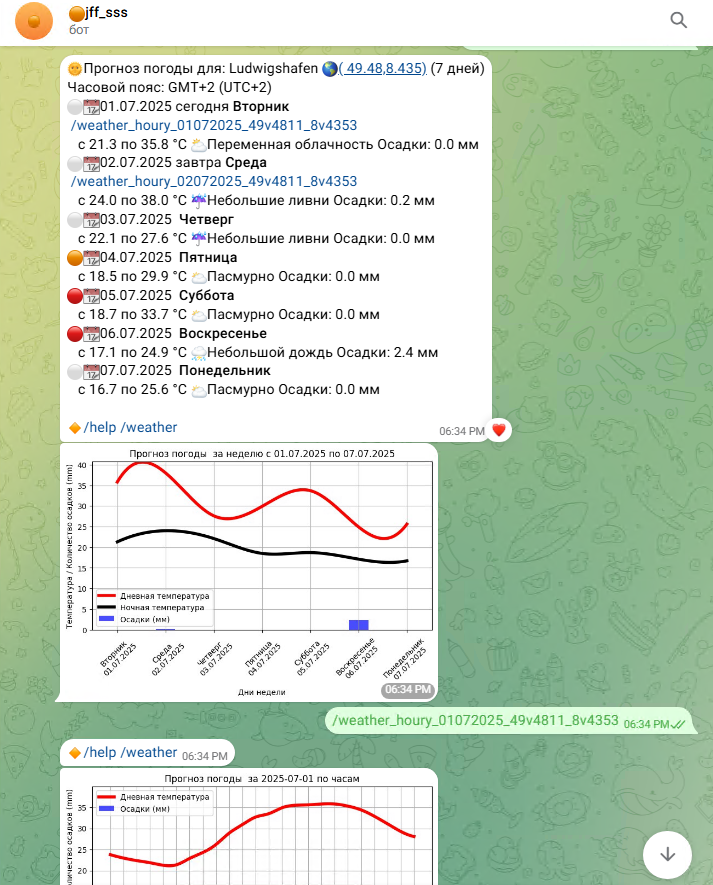 jff_sss
бот
Прогноз погоды для: Ludwigshafen 🌎( 49.48,8.435) (7 дней)
Часовой пояс: GMT+2 (UTC+2)
01.07.2025 сегодня Вторник
/weather_houry_01072025_49v4811_8v4353
с 21.3 по 35.8 °C Переменная облачность Осадки: 0.0 мм
02.07.2025 завтра Среда
/weather_houry_02072025_49v4811_8v4353
с 24.0 по 38.0 °C Небольшие ливни Осадки: 0.2 мм
03.07.2025 Четверг
с 22.1 по 27.6 °C Небольшие ливни Осадки: 0.0 мм
04.07.2025 Пятница
с 18.5 по 29.9 °C Пасмурно Осадки: 0.0 мм
05.07.2025 Суббота
с 18.7 по 33.7 °C Пасмурно Осадки: 0.0 мм
06.07.2025 Воскресенье
с 17.1 по 24.9 °C Небольшой дождь Осадки: 2.4 мм
07.07.2025 Понедельник
с 16.7 по 25.6 °C Пасмурно Осадки: 0.0 мм
/help /weather
06:34 PM
Прогноз погоды за неделю с 01.07.2025 по 07.07.2025
Температура / Количество осадков (mm)
40
35
30
25
20
15
10
5
0
Дневная температура
Ночная температура
Осадки (мм)
Вторник
01.07.2025
Среда
02.07.2025
Четверг
03.07.2025
Пятница
04.07.2025
Суббота
05.07.2025
Воскресенье
06.07.2025
Понедельник
07.07.2025
Дни недели
06:34 PM
/weather_houry_01072025_49v4811_8v4353 06:34 PM
/help /weather 06:34 PM
Прогноз погоды за 2025-07-01 по часам
осадков (mm)
Дневная температура
Осадки (мм)
35
30
25
20